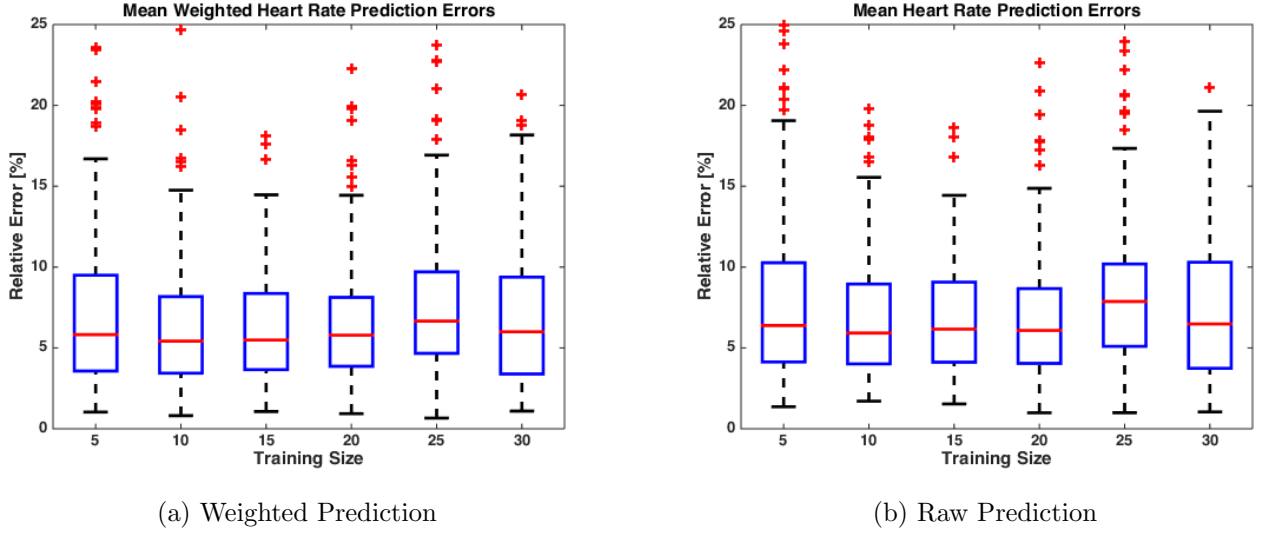 Mean Weighted Heart Rate Prediction Errors
25
20
15
10
5
0
Relative Error [%]
5 10 15 20 25 30
Training Size
(a) Weighted Prediction
Mean Heart Rate Prediction Errors
25
20
15
10
5
0
Relative Error [%]
5 10 15 20 25 30
Training Size
(b) Raw Prediction